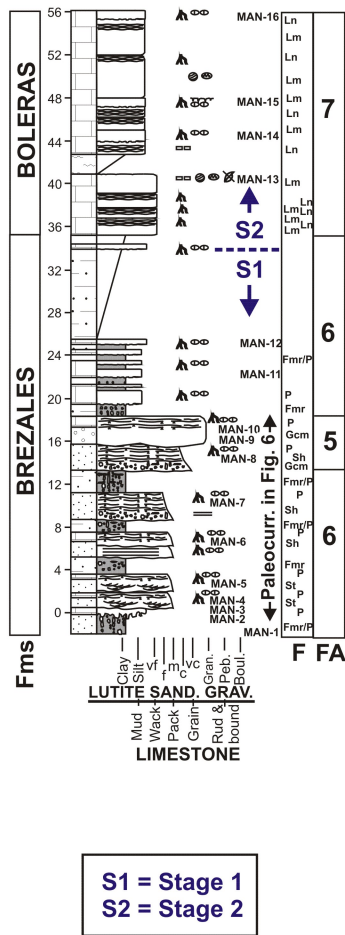 56
MAN-16
Ln
Lm
52
Ln
Lm
48
MAN-15
Lm
Ln
44
MAN-14
Lm
Ln
BOLERAS
7
40
MAN-13
Lm
S2
Ln
Lm
Ln
Lm
Lm
36
S1
32
28
MAN-12
24
Fmr/P
MAN-11
6
20
P
Fmr
BREZALES
MAN-10
P
MAN-9
Gcm
16
MAN-8
P
Sh
Gcm
5
12
Fmr/P
MAN-7
P
Sh
8
Fmr/P
MAN-6
P
Sh
6
4
Fmr
P
MAN-5
St
P
MAN-4
MAN-3
St
0
P
MAN-2
MAN-1
Fmr/P
Paleocurr. in Fig. 6
Fms
F
FA
Clay
Silt
vf
f
m
c
vc
Gran.
Peb.
Boul.
LUTITE SAND. GRAV.
Mud
Wack
Pack
Grain
Rud &
bound
LIMESTONE
S1 = Stage 1
S2 = Stage 2